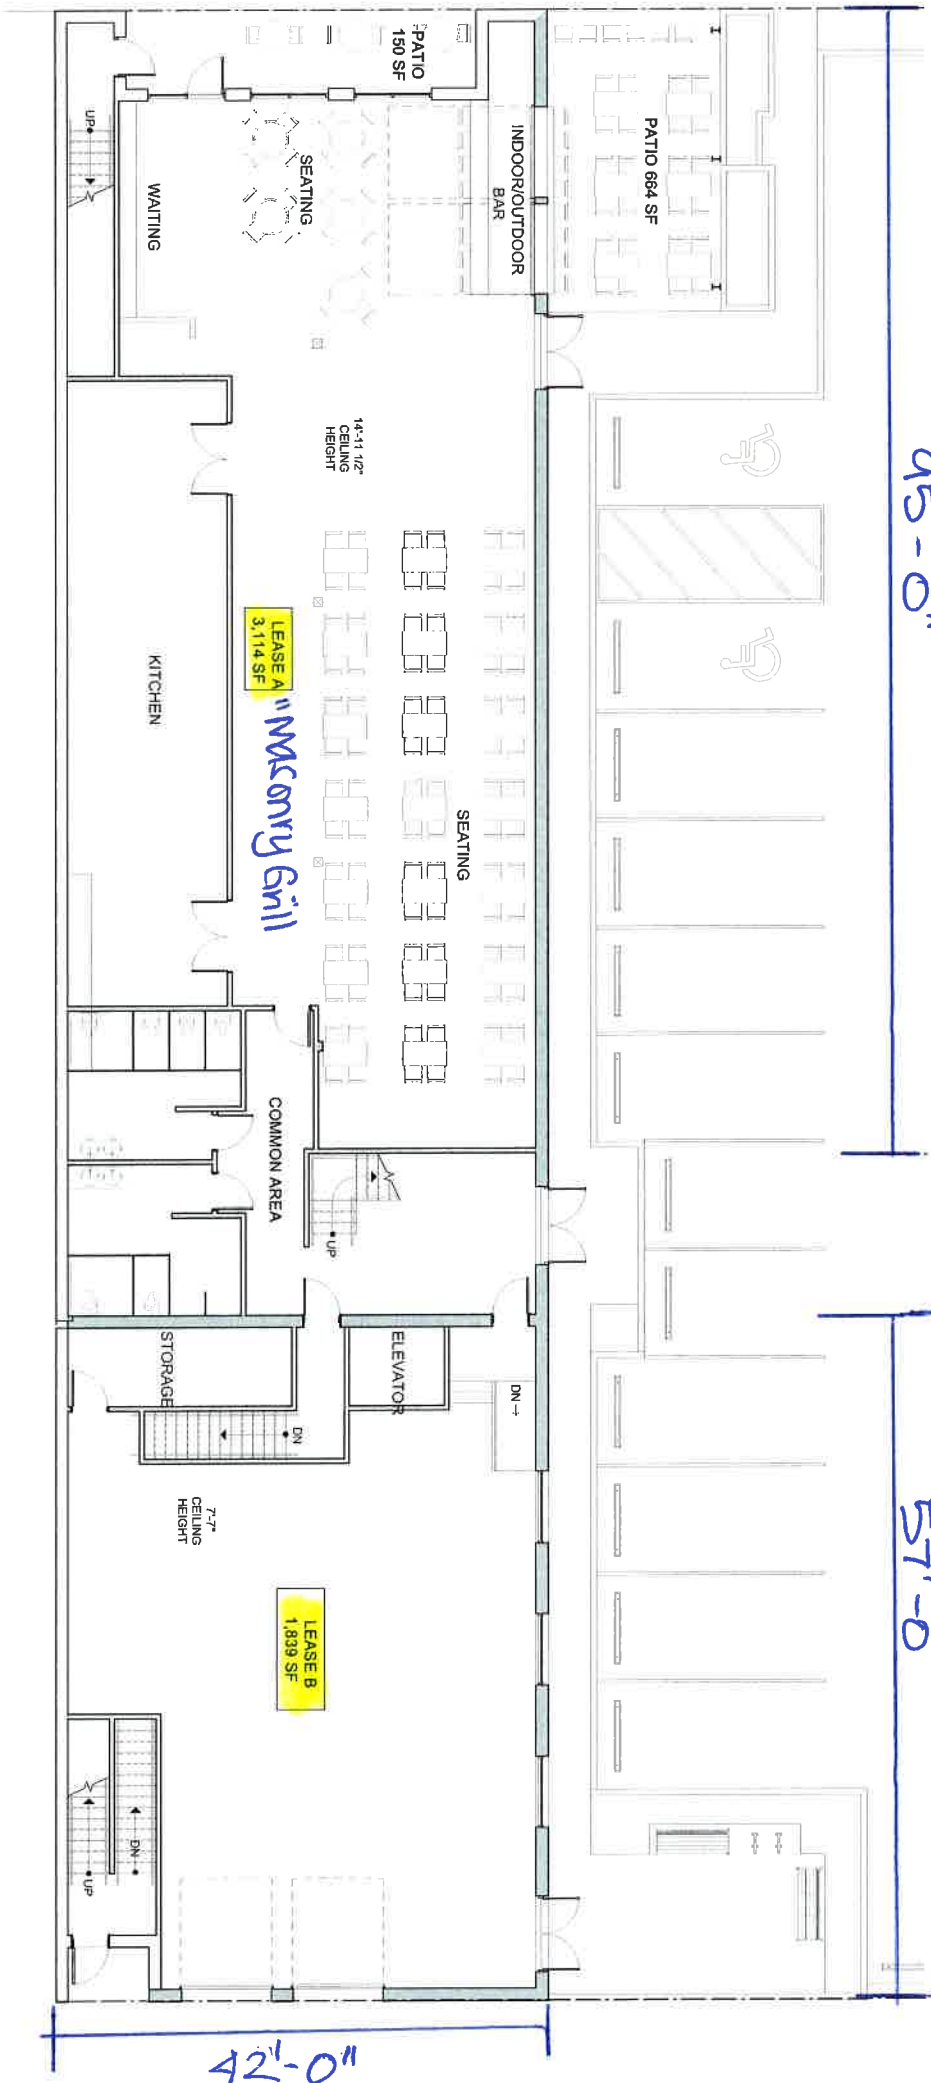 PATIO
150 SF
PATIO 664 SF
UP
WAITING
SEATING
INDOOR/OUTDOOR
BAR
14'-11 1/2"
CEILING
HEIGHT
95-0"
KITCHEN
LEASE A
3,114 SF
"Masonry Grill
SEATING
COMMON AREA
UP
STORAGE
ELEVATOR
DN→
DN
7'-7"
CEILING
HEIGHT
LEASE B
1,839 SF
57'-0
DN
UP
42'-0"